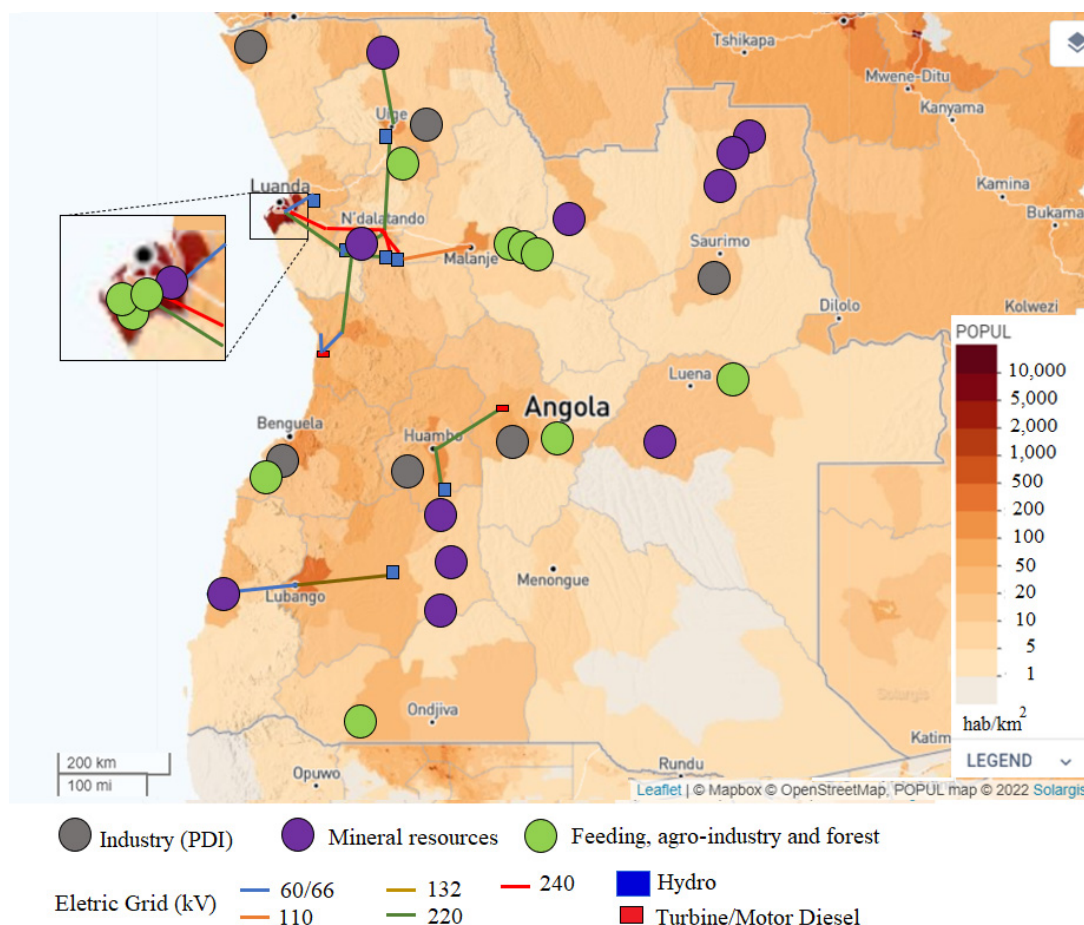 Tshikapa
Mwene-Ditu
Kanyama
Uige
Luanda
Kamina
N'dalatando
Bukama
Malanje
Saurimo
Dilolo
Kolwezi
POPUL
10,000
5,000
2,000
1,000
500
200
100
50
20
10
5
1
hab/km2
Luena
Angola
Benguela
Huambo
Menongue
Lubango
Solargis
Ondjiva
Katim
LEGEND
200 km
100 mi
Opuwo
Rundu
Leaflet | © Mapbox © OpenStreetMap, POPUL map © 2022 Solargis
Industry (PDI)
Mineral resources
Feeding, agro-industry and forest
Eletric Grid (kV)
60/66
132
240
Hydro
110
220
Turbine/Motor Diesel